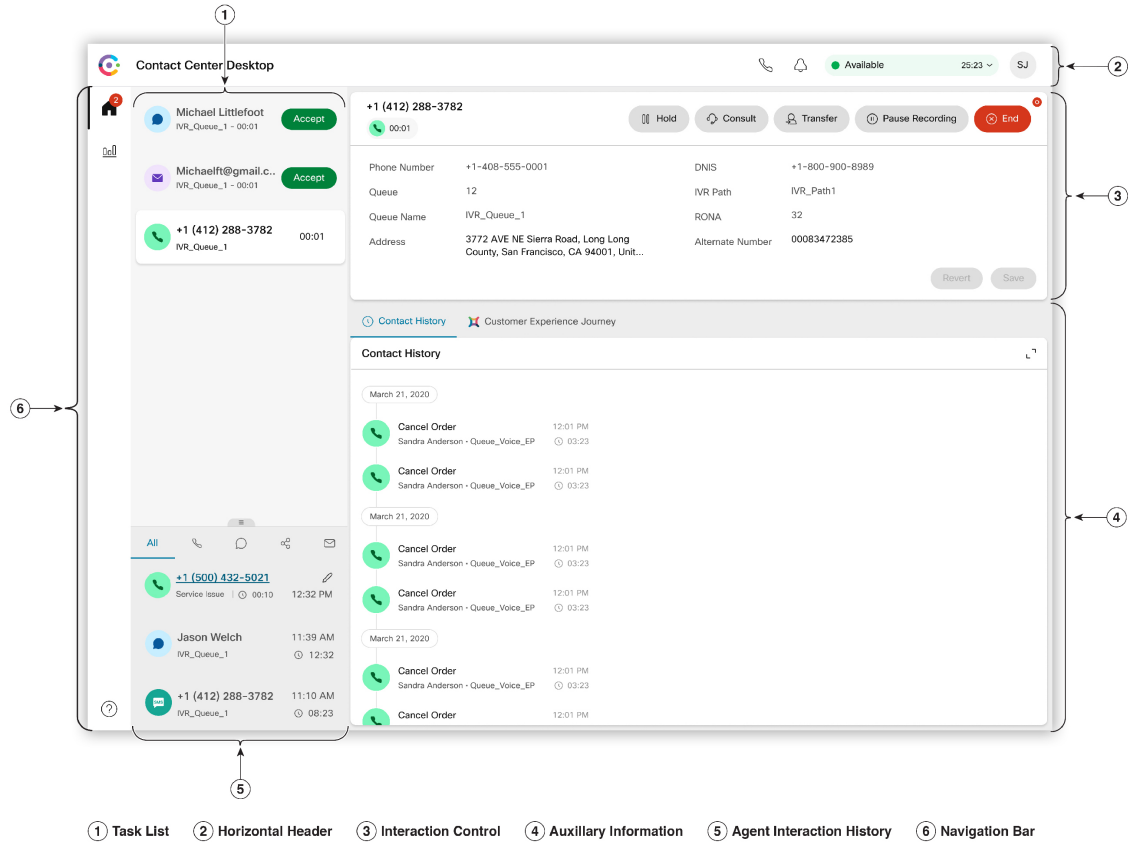 1
Contact Center Desktop
Available 25:23 SJ
2
2
Michael Littlefoot
IVR_Queue_1 - 00:01
Accept
Michaelft@gmail.c..
IVR_Queue_1 - 00:01
Accept
+1 (412) 288-3782
IVR_Queue_1
00:01
+1 (412) 288-3782
00:01
Hold Consult Transfer Pause Recording End
Phone Number +1-408-555-0001 DNIS +1-800-900-8989
Queue 12 IVR Path IVR_Path1
Queue Name IVR_Queue_1 RONA 32
Address 3772 AVE NE Sierra Road, Long Long Alternate Number 00083472385
County, San Francisco, CA 94001, Unit...
Revert Save
3
Contact History Customer Experience Journey
Contact History
March 21, 2020
Cancel Order 12:01 PM
Sandra Anderson - Queue_Voice_EP 03:23
Cancel Order 12:01 PM
Sandra Anderson - Queue_Voice_EP 03:23
March 21, 2020
Cancel Order 12:01 PM
Sandra Anderson - Queue_Voice_EP 03:23
Cancel Order 12:01 PM
Sandra Anderson - Queue_Voice_EP 03:23
March 21, 2020
Cancel Order 12:01 PM
Sandra Anderson - Queue_Voice_EP 03:23
Cancel Order 12:01 PM
4
6
All
+1 (500) 432-5021
Service issue 00:10 12:32 PM
Jason Welch 11:39 AM
IVR_Queue_1 12:32
SMS
+1 (412) 288-3782 11:10 AM
IVR_Queue_1 08:23
?
5
1 Task List 2 Horizontal Header 3 Interaction Control 4 Auxiliary Information 5 Agent Interaction History 6 Navigation Bar